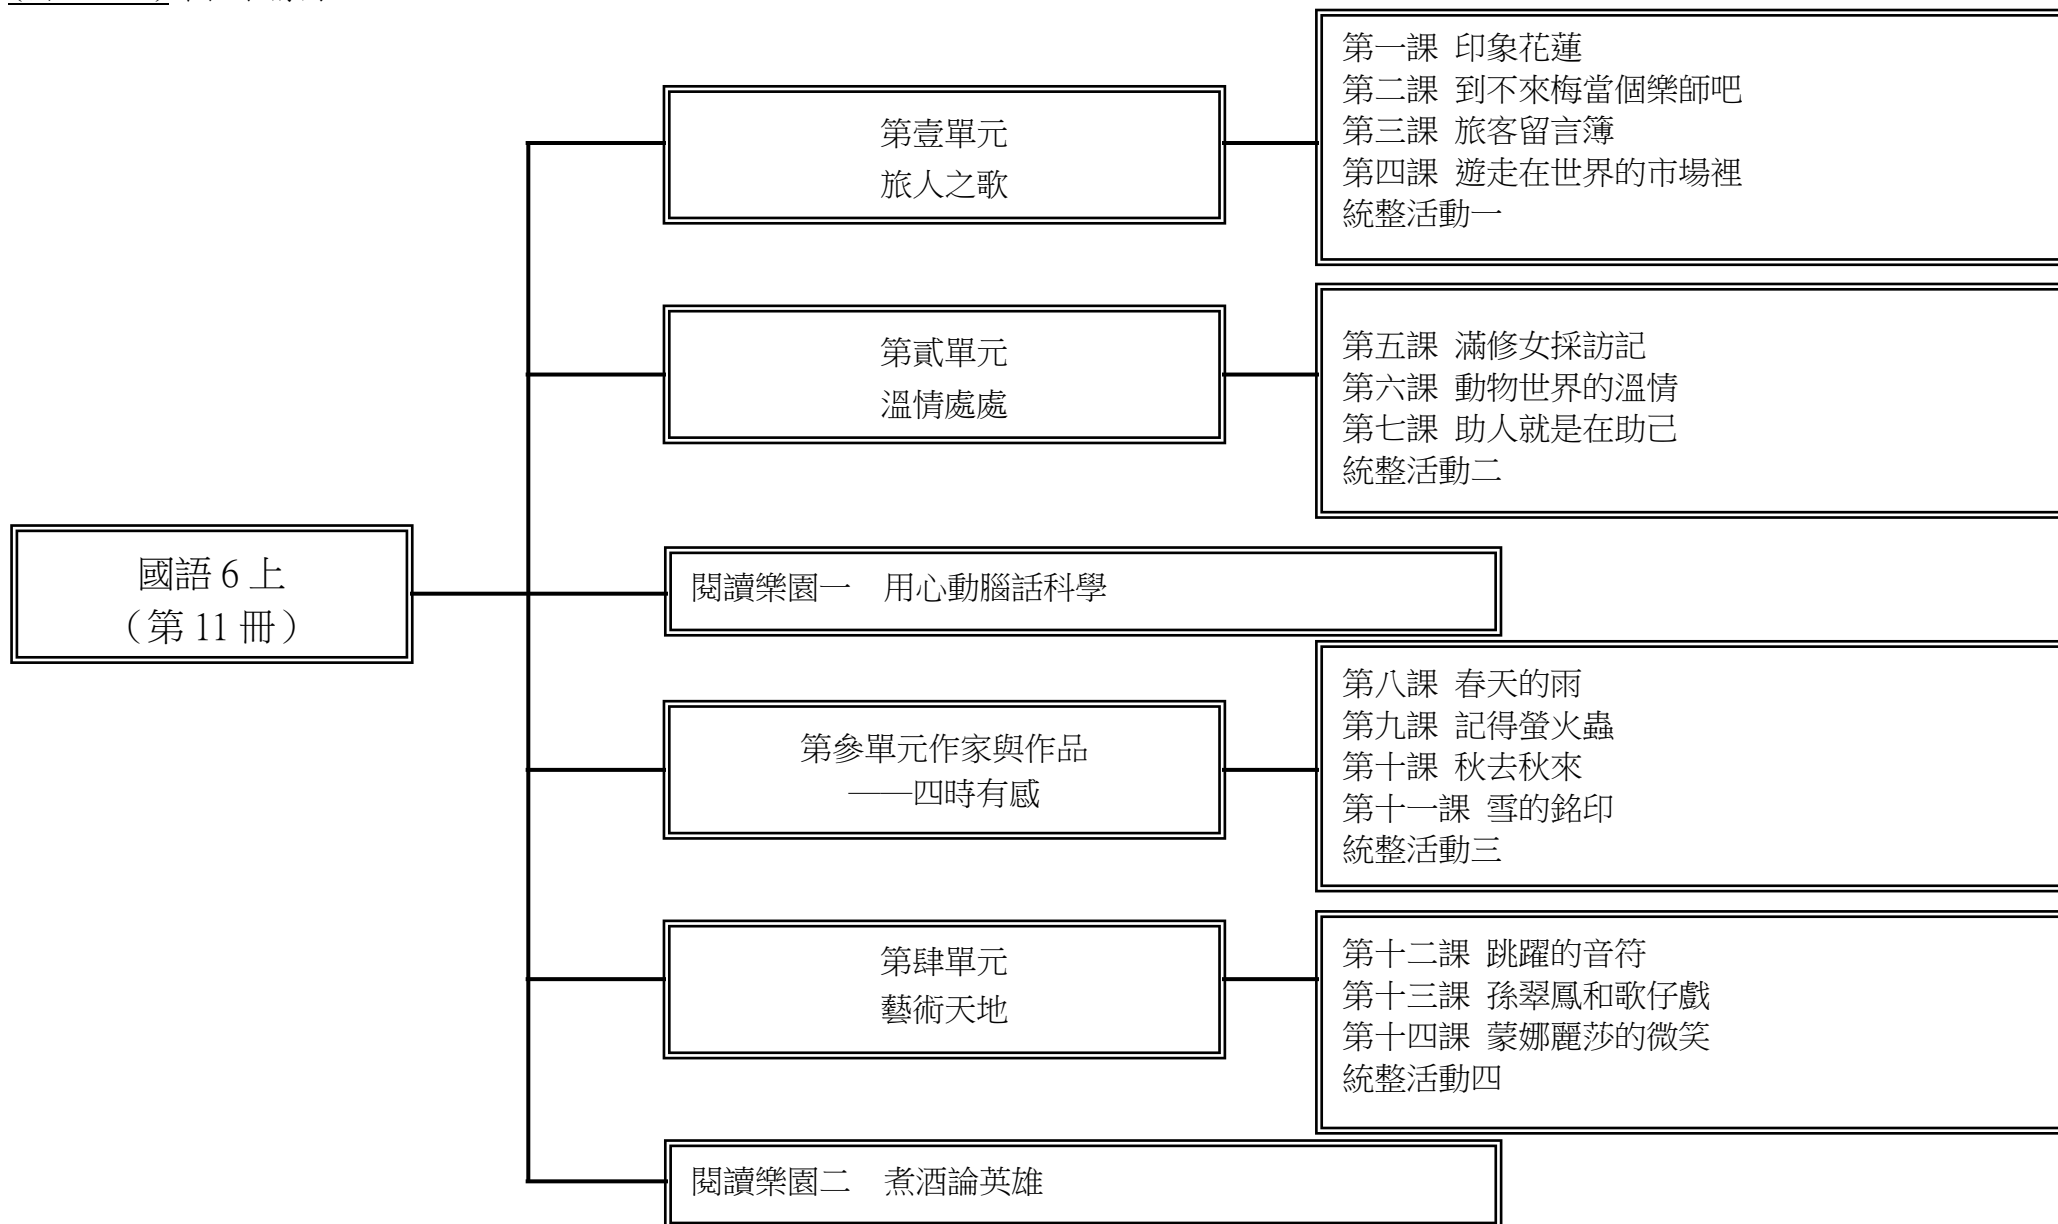 國語 6 上
（第 11 冊）
第壹單元
旅人之歌
第一課 印象花蓮
第二課 到不來梅當個樂師吧
第三課 旅客留言簿
第四課 遊走在世界的市場裡
統整活動一
第貳單元
溫情處處
第五課 滿修女採訪記
第六課 動物世界的溫情
第七課 助人就是在助己
統整活動二
閱讀樂園一　用心動腦話科學
第參單元作家與作品
——四時有感
第八課 春天的雨
第九課 記得螢火蟲
第十課 秋去秋來
第十一課 雪的銘印
統整活動三
第肆單元
藝術天地
第十二課 跳躍的音符
第十三課 孫翠鳳和歌仔戲
第十四課 蒙娜麗莎的微笑
統整活動四
閱讀樂園二　煮酒論英雄